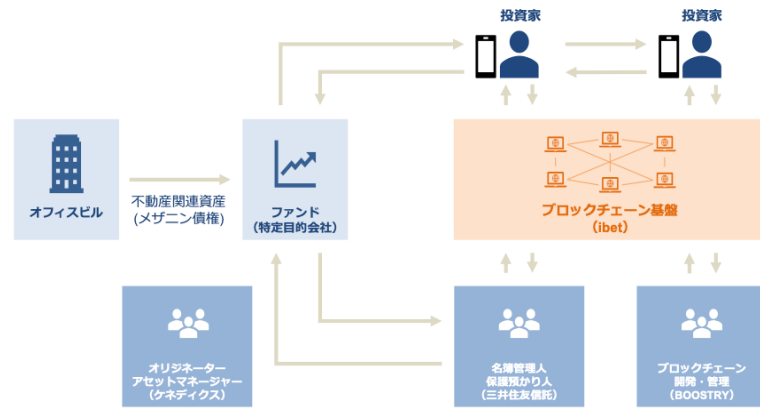 投資家
投資家
オフィスビル
不動産関連資産
(メザニン債権)
ファンド
(特定目的会社)
ブロックチェーン基盤
(ibet)
オリジネーター
アセットマネージャー
(ケネディクス)
名簿管理人
保護預かり人
(三井住友信託)
ブロックチェーン
開発・管理
(BOOSTRY)